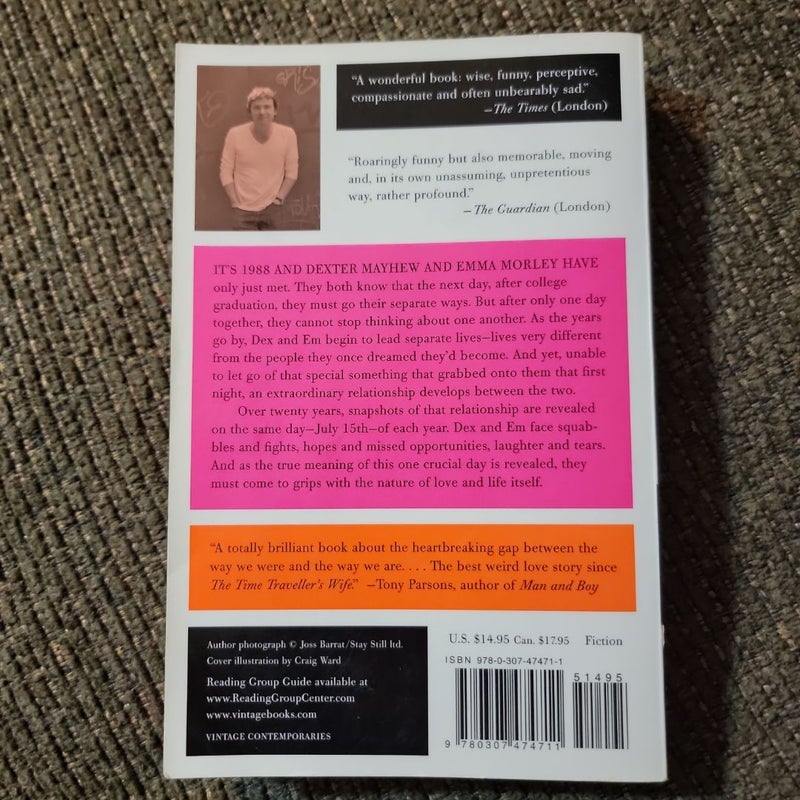 “A wonderful book: wise, funny, perceptive,
compassionate and often unbearably sad.”
—The Times (London)
“Roaringly funny but also memorable, moving
and, in its own unassuming, unpretentious
way, rather profound.”
—The Guardian (London)
IT'S 1988 AND DEXTER MAYHEW AND EMMA MORLEY HAVE
only just met. They both know that the next day, after college
graduation, they must go their separate ways. But after only one day
together, they cannot stop thinking about one another. As the years
go by, Dex and Em begin to lead separate lives—lives very different
from the people they once dreamed they'd become. And yet, unable
to let go of that special something that grabbed onto them that first
night, an extraordinary relationship develops between the two.
Over twenty years, snapshots of that relationship are revealed
on the same day—July 15th—of each year. Dex and Em face squab-
bles and fights, hopes and missed opportunities, laughter and tears.
And as the true meaning of this one crucial day is revealed, they
must come to grips with the nature of love and life itself.
“A totally brilliant book about the heartbreaking gap between the
way we were and the way we are. . . . The best weird love story since
The Time Traveller's Wife.” —Tony Parsons, author of Man and Boy
Author photograph © Joss Barrat/Stay Still ltd.
Cover illustration by Craig Ward
Reading Group Guide available at
www.ReadingGroupCenter.com
www.vintagebooks.com
VINTAGE CONTEMPORARIES
U.S. $14.95 Can. $17.95 Fiction
ISBN 978-0-307-47471-1
51495
9 780307 474711